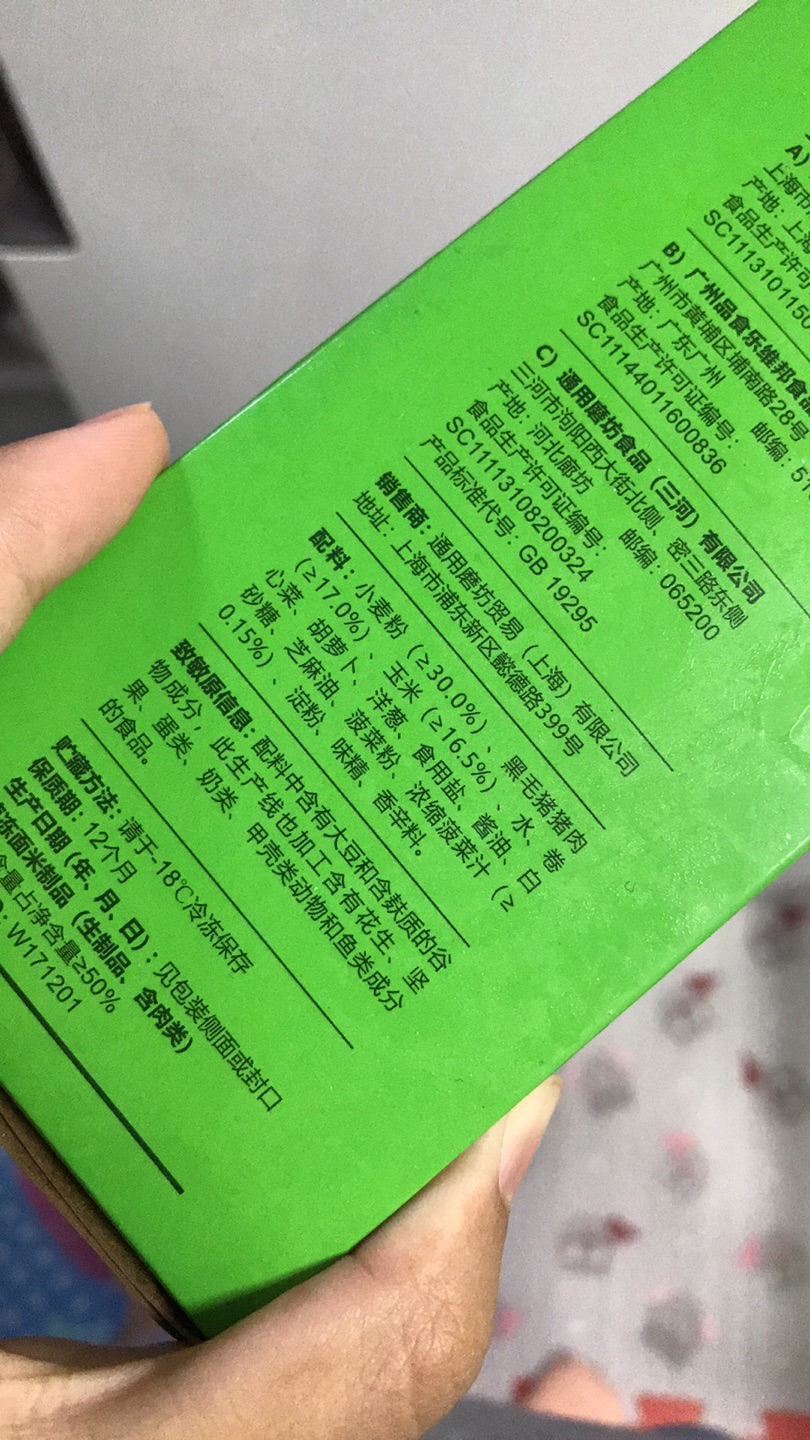 A)
上海市
产地: 上海
食品生产许可
SC1113101150
B) 广州品食乐维邦食品
广州市黄埔区埔南路28号
产地: 广东广州 邮编: 51
食品生产许可证编号:
SC11144011600836
C) 通用磨坊食品 (三河) 有限公司
三河市泃阳西大街北侧、密三路东侧
产地: 河北廊坊 邮编: 065200
食品生产许可证编号:
SC11113108200324
产品标准代号: GB 19295
销售商: 通用磨坊贸易 (上海) 有限公司
地址: 上海市浦东新区懿德路399号
配料: 小麦粉 (≥30.0%) 、黑毛猪猪肉
(≥17.0%) 、玉米 (≥16.5%) 、水、卷
心菜、胡萝卜、洋葱、食用盐、酱油、白
砂糖、芝麻油、菠菜粉、浓缩菠菜汁 (≥
0.15%) 、淀粉、味精、香辛料。
致敏原信息: 配料中含有大豆和含麸质的谷
物成分, 此生产线也加工含有花生、坚
果、蛋类、奶类、甲壳类动物和鱼类成分
的食品。
贮藏方法: 请于-18℃冷冻保存
保质期: 12个月
生产日期 (年、月、日) : 见包装侧面或封口
冻面米制品 (生制品、含肉类)
含量占净含量≥50%
: W171201